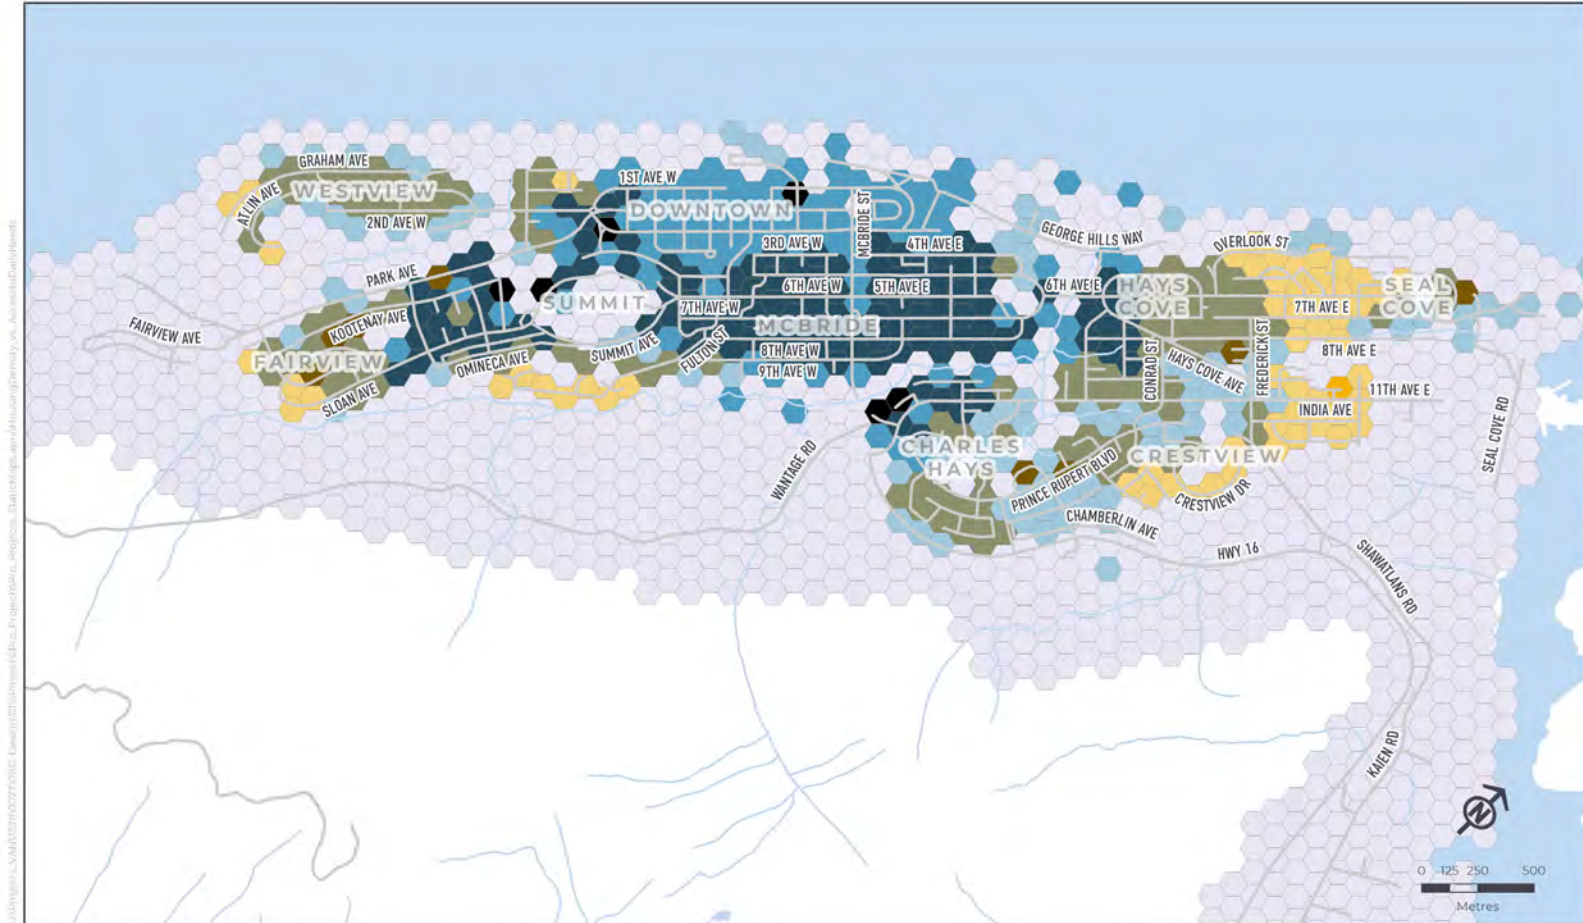 GRAHAM AVE
WESTVIEW
ATLIN AVE
2ND AVE W
1ST AVE W
DOWNTOWN
MCBRIDE ST
3RD AVE W
4TH AVE E
GEORGE HILLS WAY
OVERLOOK ST
PARK AVE
SUMMIT
6TH AVE W
5TH AVE E
6TH AVE E
HAYS
COVE
SEAL
COVE
7TH AVE W
7TH AVE E
FAIRVIEW AVE
KOOTENAY AVE
MCBRIDE
FAIRVIEW
OMINECA AVE
SUMMIT AVE
FULTON ST
8TH AVE W
9TH AVE W
CONRAD ST
HAYS COVE AVE
FREDERICK ST
8TH AVE E
11TH AVE E
SLOAN AVE
INDIA AVE
SEAL COVE RD
CHARLES
HAYS
CRESTVIEW
WANTAGE RD
PRINCE RUPERT BLVD
CRESTVIEW DR
CHAMBERLIN AVE
HWY 16
SHAWATLANS RD
KAIEN RD
N
0 125 250 500
Metres